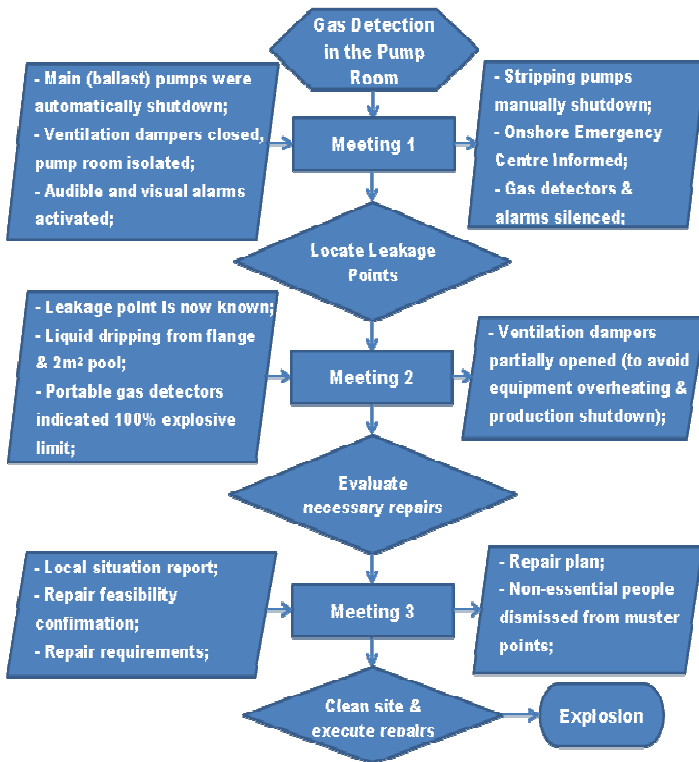 Gas Detection
in the Pump
Room
- Main (ballast) pumps were
automatically shutdown;
- Ventilation dampers closed,
pump room isolated;
- Audible and visual alarms
activated;
Meeting 1
- Stripping pumps
manually shutdown;
- Onshore Emergency
Centre Informed;
- Gas detectors &
alarms silenced;
Locate Leakage
Points
- Leakage point is now known;
- Liquid dripping from flange
& 2m² pool;
- Portable gas detectors
indicated 100% explosive
limit;
Meeting 2
- Ventilation dampers
partially opened (to avoid
equipment overheating &
production shutdown);
Evaluate
necessary repairs
- Local situation report;
- Repair feasibility
confirmation;
- Repair requirements;
Meeting 3
- Repair plan;
- Non-essential people
dismissed from muster
points;
Clean site &
execute repairs
Explosion